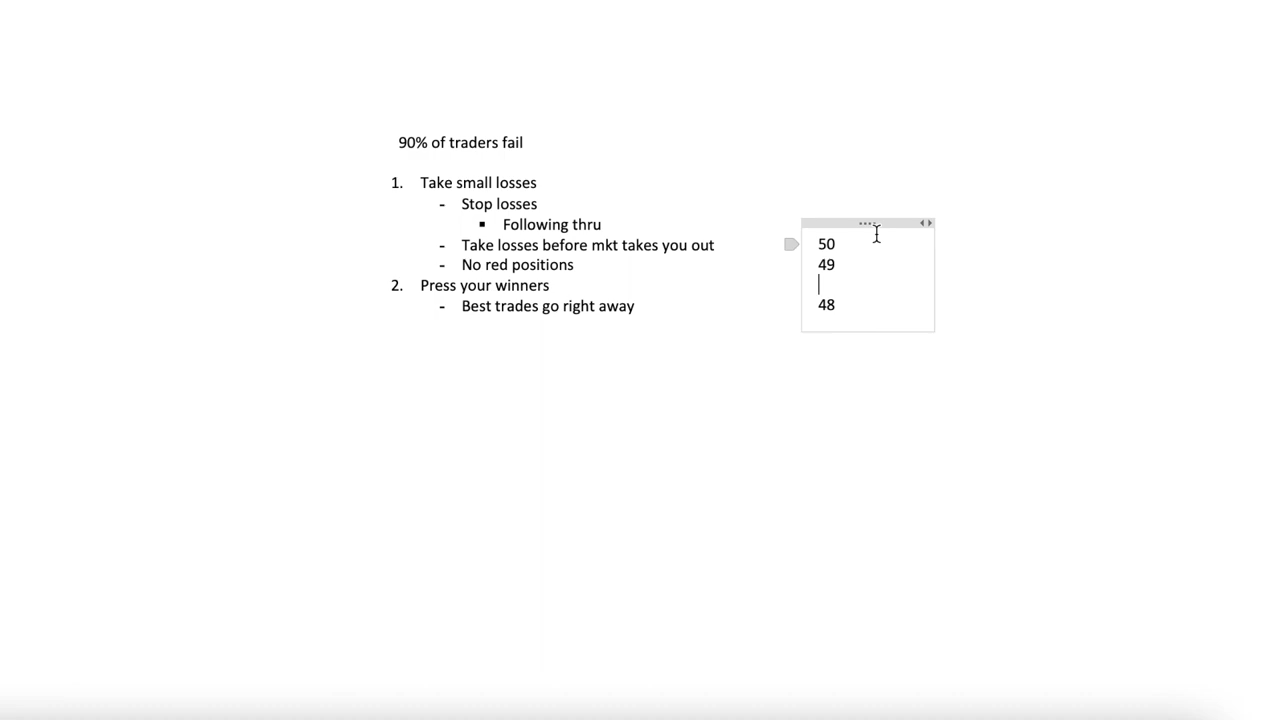 90% of traders fail
1. Take small losses
- Stop losses
▪ Following thru
- Take losses before mkt takes you out
- No red positions
2. Press your winners
- Best trades go right away
50
49
48